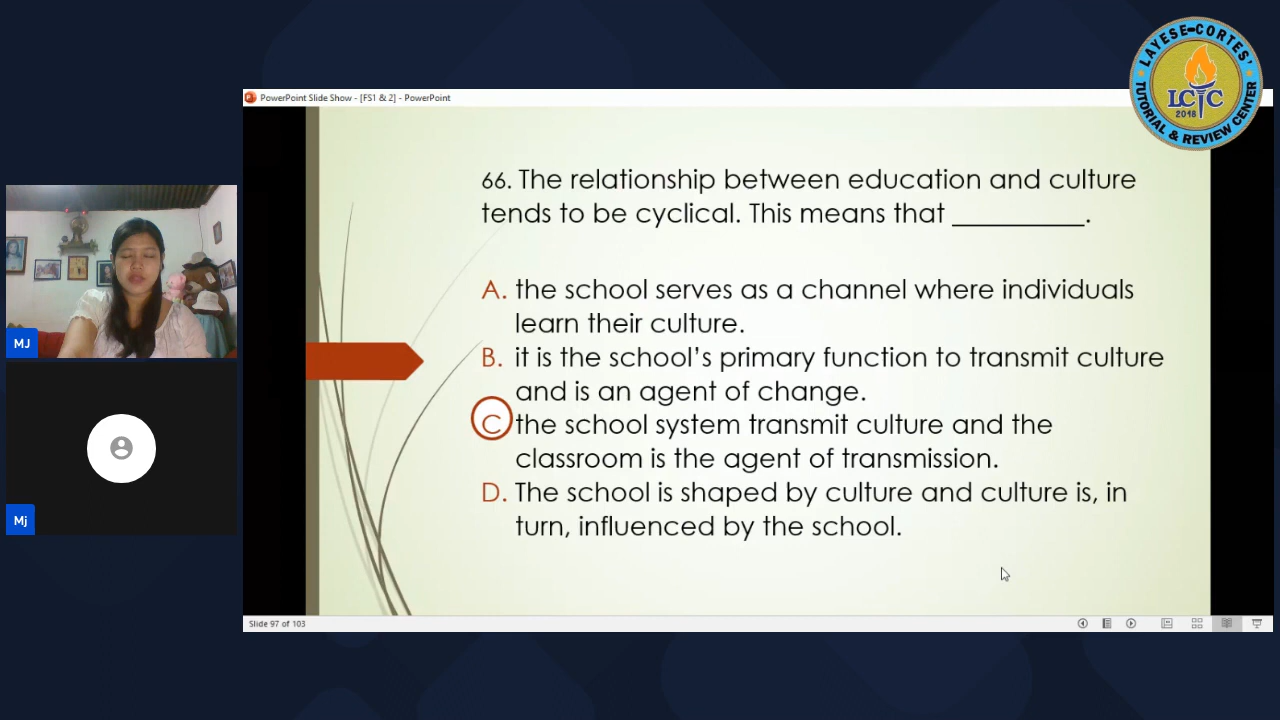 LAYESE-CORTES'
LCTC
2018
TUTORIAL & REVIEW CENTER
PowerPoint Slide Show - [FS1 & 2] - PowerPoint
66. The relationship between education and culture
tends to be cyclical. This means that __________.
A. the school serves as a channel where individuals
learn their culture.
B. it is the school's primary function to transmit culture
and is an agent of change.
C the school system transmit culture and the
classroom is the agent of transmission.
D. The school is shaped by culture and culture is, in
turn, influenced by the school.
MJ
Mj
Slide 97 of 103